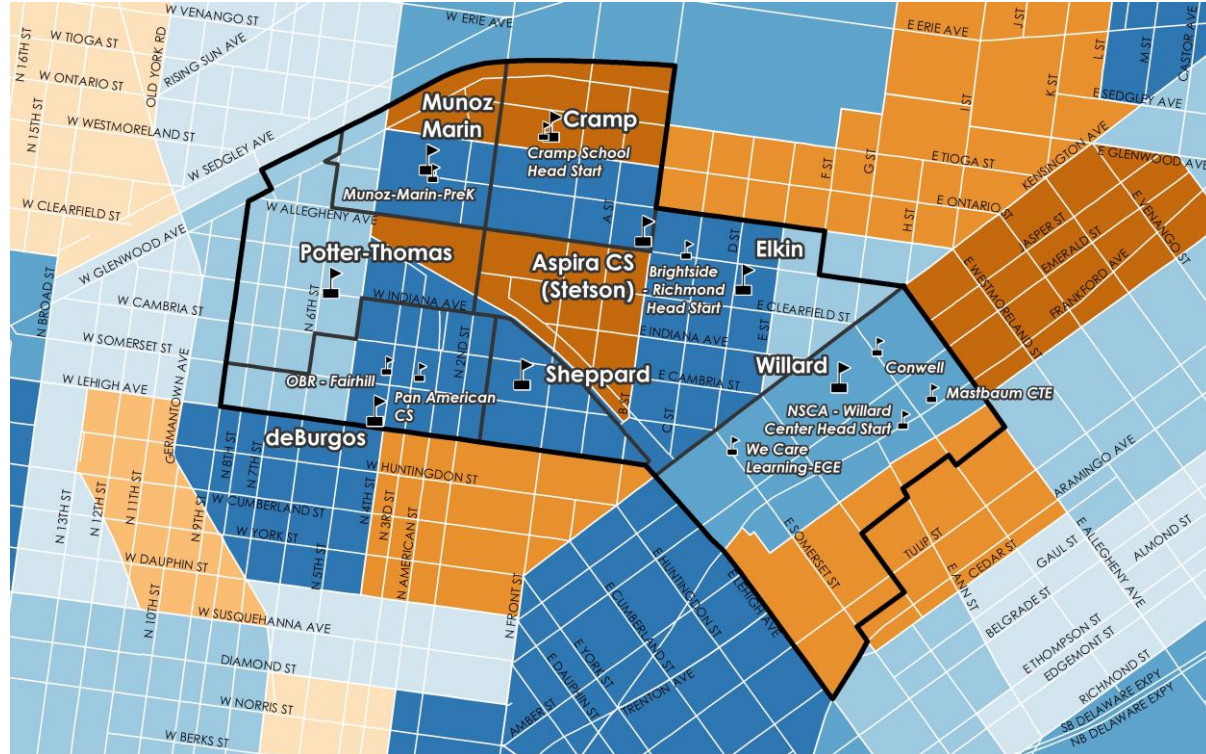 W VENANGO ST
W ERIE AVE
E ERIE AVE
J ST
L ST
M ST
CASTOR AVE
N 16TH ST
W TIOGA ST
OLD YORK RD
RISING SUN AVE
K ST
I ST
W ONTARIO ST
E SEDGLEY AVE
N 15TH ST
W WESTMORELAND ST
Munoz
Marin
Cramp
Cramp School
Head Start
W SEDGLEY AVE
KENSINGTON AVE
E TIOGA ST
E GLENWOOD AVE
F ST
G ST
Munoz-Marin-PreK
E ONTARIO ST
W CLEARFIELD ST
W ALLEGHENY AVE
A ST
H ST
JASPER ST
EMERALD ST
E VENANGO ST
FRANKFORD AVE
E WESTMORELAND ST
W GLENWOOD AVE
Potter-Thomas
Aspira CS
(Stetson)
Brightside
- Richmond
Head Start
D ST
Elkin
N BROAD ST
W CAMBRIA ST
N 6TH ST
W INDIANA AVE
E CLEARFIELD ST
E ST
E INDIANA AVE
W SOMERSET ST
N 2ND ST
E CAMBRIA ST
Willard
Conwell
W LEHIGH AVE
GERMANTOWN AVE
OBR - Fairhill
Pan American
CS
Sheppard
B ST
C ST
Mastbaum CTE
NSCA - Willard
Center Head Start
deBurgos
We Care
Learning-ECE
N 8TH ST
N 7TH ST
W HUNTINGDON ST
ARAMINGO AVE
N 13TH ST
N 12TH ST
N 11TH ST
N 9TH ST
W CUMBERLAND ST
N 4TH ST
N 3RD ST
N AMERICAN ST
W YORK ST
E SOMERSET ST
TULIP ST
CEDAR ST
GAUL ST
E ALLEGHENY AVE
ALMOND ST
W DAUPHIN ST
N 5TH ST
E HUNTINGDON ST
E LEHIGH AVE
E ANN ST
BELGRADE ST
N 10TH ST
W SUSQUEHANNA AVE
N FRONT ST
E CUMBERLAND ST
E THOMPSON ST
EDGEMONT ST
DIAMOND ST
E YORK ST
E DAUPHIN ST
TRENTON AVE
RICHMOND ST
SB DELAWARE EXPY
NB DELAWARE EXPY
W NORRIS ST
AMBER ST
W BERKS ST